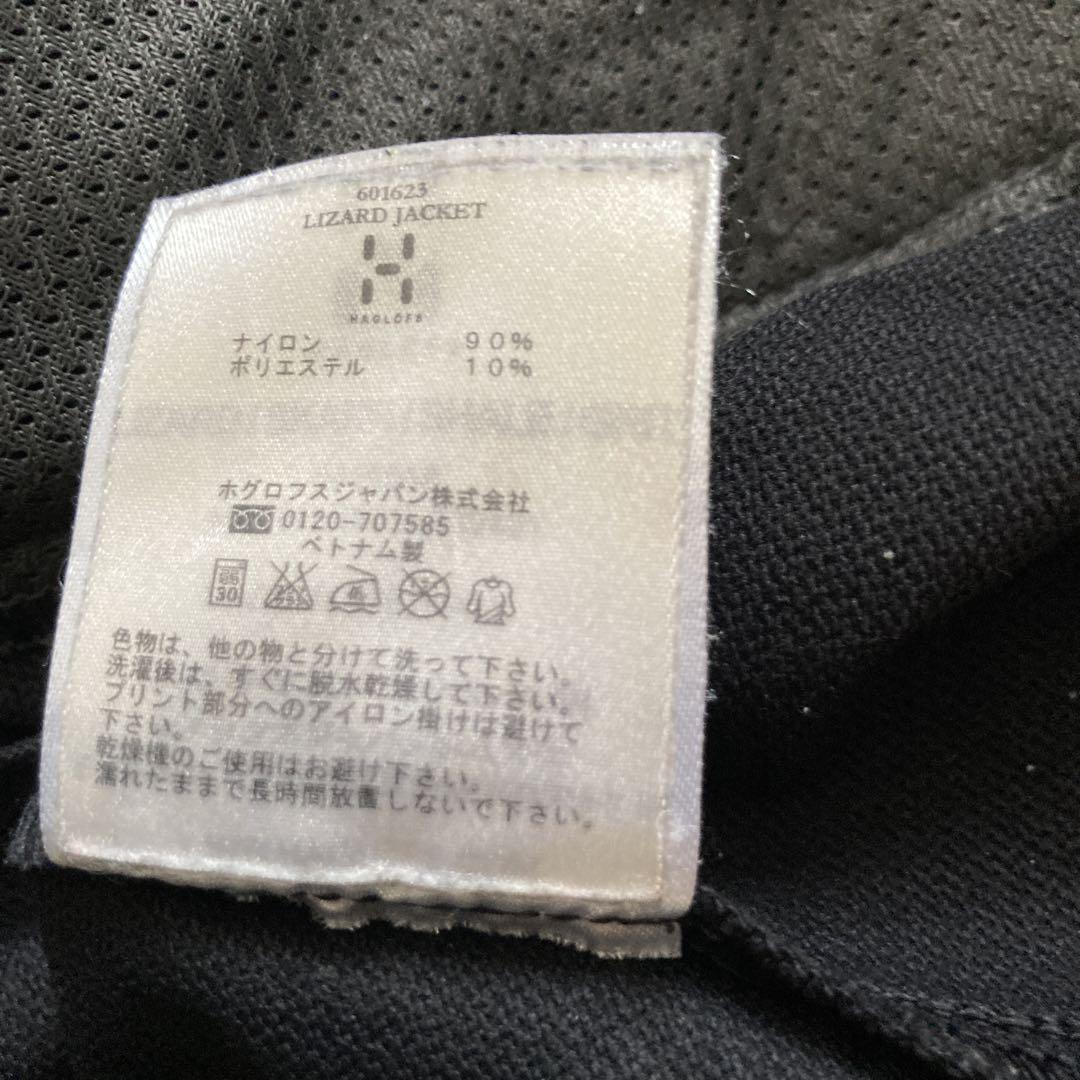 601623
LIZARD JACKET
HAGLÖFS
ナイロン 90%
ポリエステル 10%
ホグロフスジャパン株式会社
0120-707585
ベトナム製
30
色物は、他の物と分けて洗って下さい。
洗濯後は、すぐに脱水乾燥して下さい。
プリント部分へのアイロン掛けは避けて
下さい。
乾燥機のご使用はお避け下さい。
濡れたままで長時間放置しないで下さい。